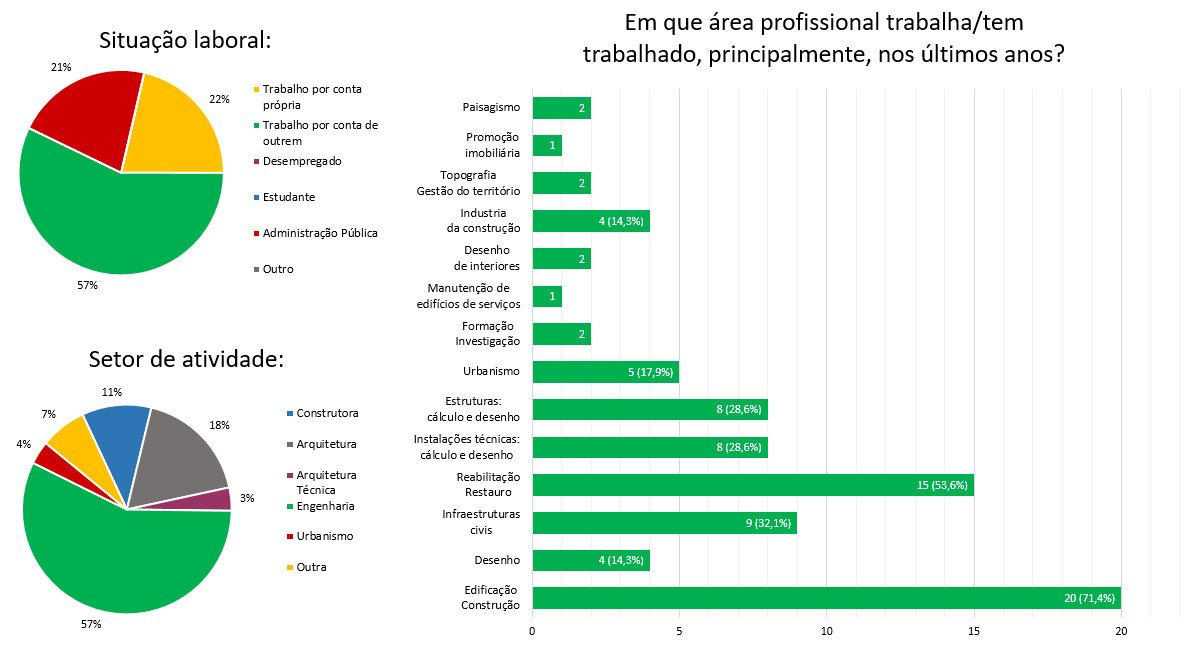 Situação laboral:
21%
22%
57%
Trabalho por conta
própria
Trabalho por conta de
outrem
Desempregado
Estudante
Administração Pública
Outro
Setor de atividade:
11%
18%
7%
4%
3%
57%
Construtora
Arquitetura
Arquitetura
Técnica
Engenharia
Urbanismo
Outra
Em que área profissional trabalha/tem
trabalhado, principalmente, nos últimos anos?
Paisagismo
2
Promoção
imobiliária
1
Topografia
Gestão do território
2
Industria
da construção
4 (14,3%)
Desenho
de interiores
2
Manutenção de
edifícios de serviços
1
Formação
Investigação
2
Urbanismo
5 (17,9%)
Estruturas:
cálculo e desenho
8 (28,6%)
Instalações técnicas:
cálculo e desenho
8 (28,6%)
Reabilitação
Restauro
15 (53,6%)
Infraestruturas
civis
9 (32,1%)
Desenho
4 (14,3%)
Edificação
Construção
20 (71,4%)
0
5
10
15
20